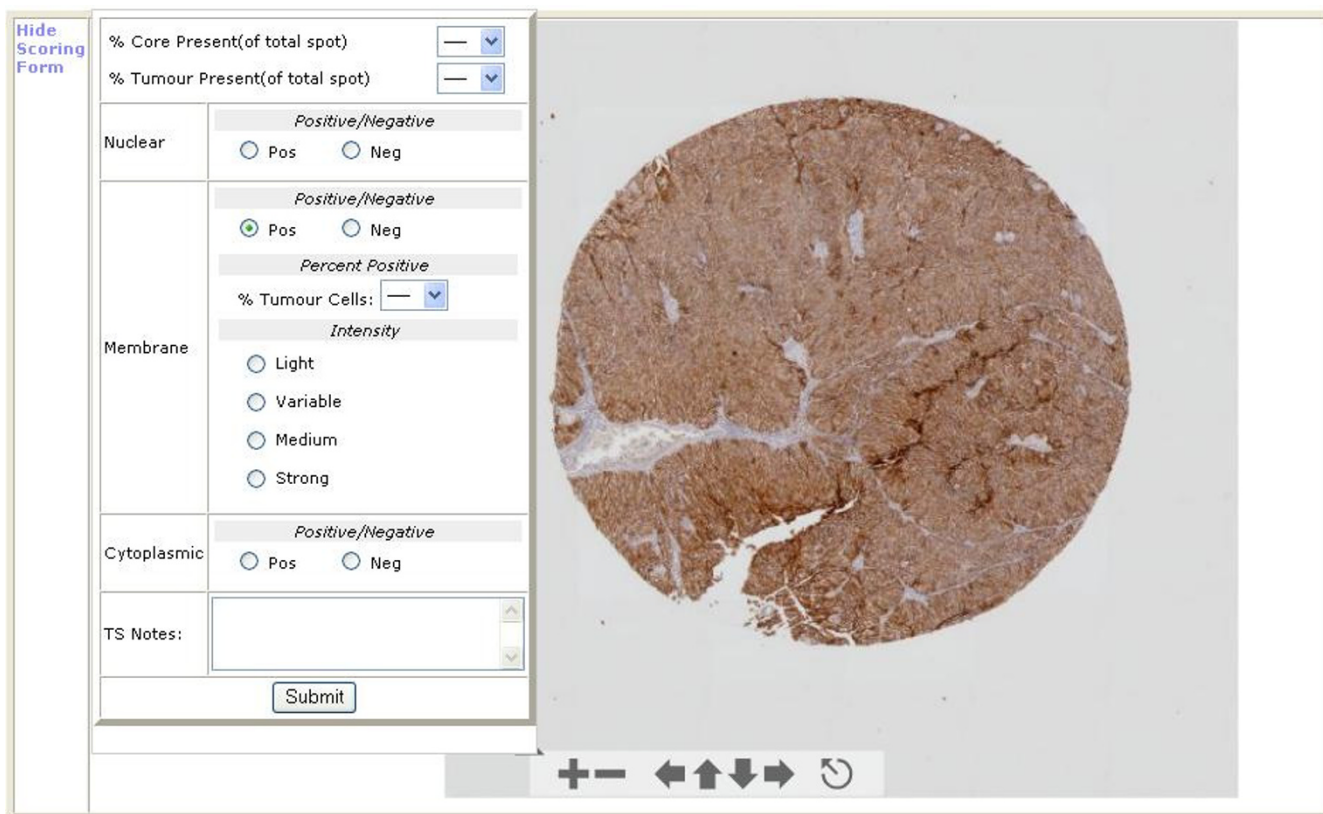 Hide
Scoring
Form
% Core Present(of total spot) —
% Tumour Present(of total spot) —
Nuclear
Positive/Negative
Pos Neg
Membrane
Positive/Negative
Pos Neg
Percent Positive
% Tumour Cells: —
Intensity
Light
Variable
Medium
Strong
Cytoplasmic
Positive/Negative
Pos Neg
TS Notes:
Submit